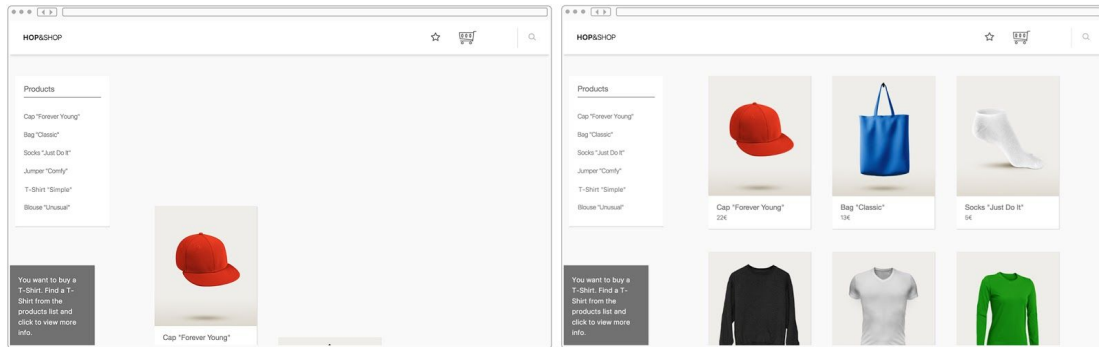 HOP&SHOP
Products
Cap "Forever Young"
Bag "Classic"
Socks "Just Do It"
Jumper "Comfy"
T-Shirt "Simple"
Blouse "Unusual"
You want to buy a
T-Shirt. Find a T-
Shirt from the
products list and
click to view more
info.
Cap "Forever Young"
HOP&SHOP
Products
Cap "Forever Young"
Bag "Classic"
Socks "Just Do It"
Jumper "Comfy"
T-Shirt "Simple"
Blouse "Unusual"
You want to buy a
T-Shirt. Find a T-
Shirt from the
products list and
click to view more
info.
Cap "Forever Young"
22€
Bag "Classic"
13€
Socks "Just Do It"
5€